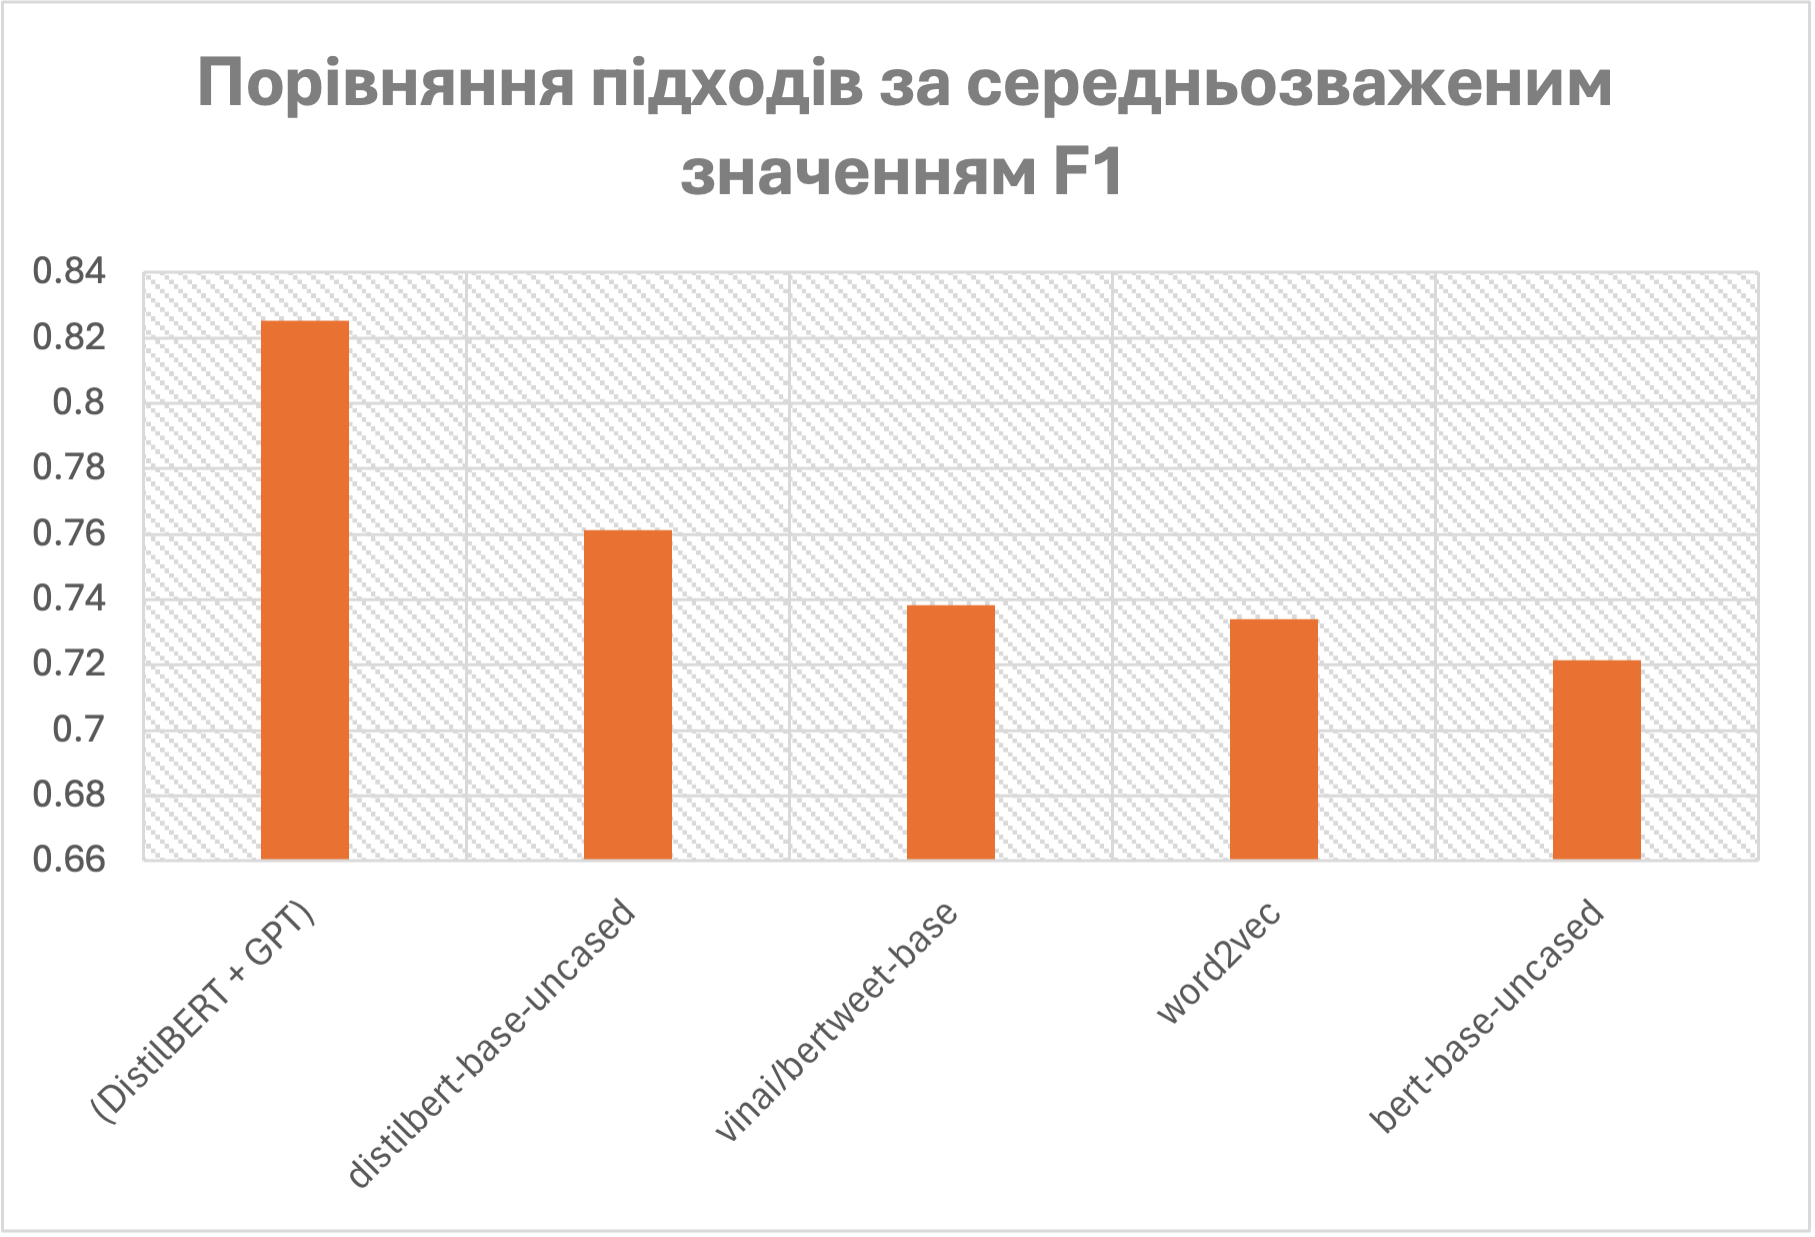 Порівняння підходів за середньозваженим
значенням F1
0.84
0.82
0.8
0.78
0.76
0.74
0.72
0.7
0.68
0.66
(DistilBERT + GPT)
distilbert-base-uncased
vinai/bertweet-base
word2vec
bert-base-uncased